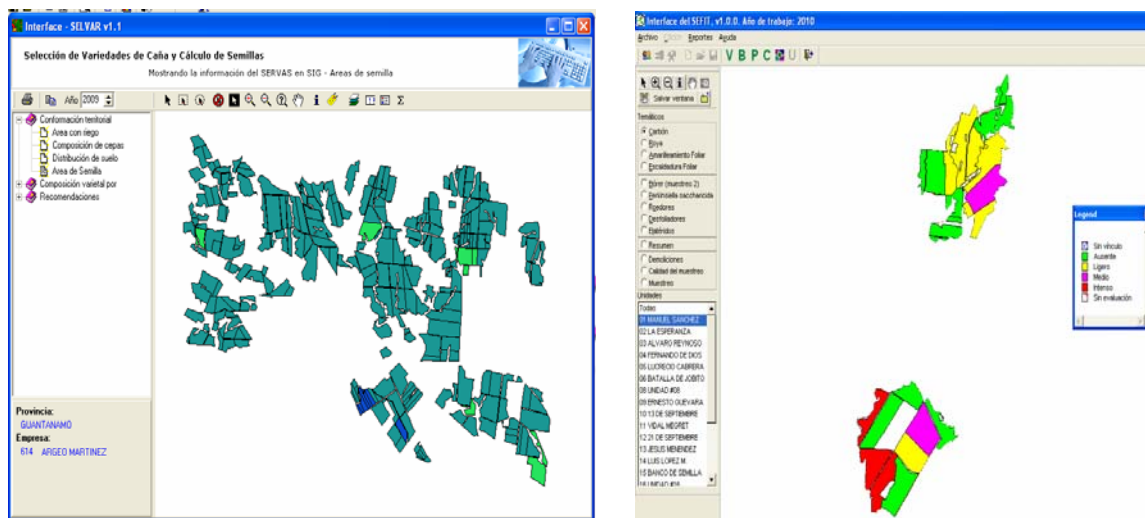 Interface - SELVAR v1.1
Selección de Variedades de Caña y Cálculo de Semillas
Mostrando la información del SERVAS en SIG - Areas de semilla
Año 2009
Conformación territorial
Area con riego
Composición de cepas
Distribución de suelo
Area de Semilla
Composición varietal por
Recomendaciones
Provincia:
GUANTANAMO
Empresa:
614 ARGEO MARTINEZ
Interface del SEFIT, v1.0.0. Año de trabajo: 2010
Archivo Reportes Ayuda
V B P C U
Salvar ventana
Temáticos
Carbón
Roya
Amarilleamiento Foliar
Escaldadura Foliar
Bórer (muestreo 2)
Roedores
Desfoliadores
Elatéridos
Resumen
Demoliciones
Calidad del muestreo
Muestreo
Unidades
Todas
01 MANUEL SANCHEZ
02 LA ESPERANZA
03 ALVARO REYNOSO
04 FERNANDO DE DIOS
05 LUCRECIO CABRERA
06 BATALLA DE JOBITO
08 UNIDAD #08
09 ERNESTO GUEVARA
10 13 DE SEPTIEMBRE
11 VIDAL MEGRET
12 21 DE SEPTIEMBRE
13 JESUS MENENDEZ
14 LUIS LOPEZ M.
15 BANCO DE SEMILLA
Legend
Sin vínculo
Ausente
Ligero
Medio
Intenso
Sin evaluación